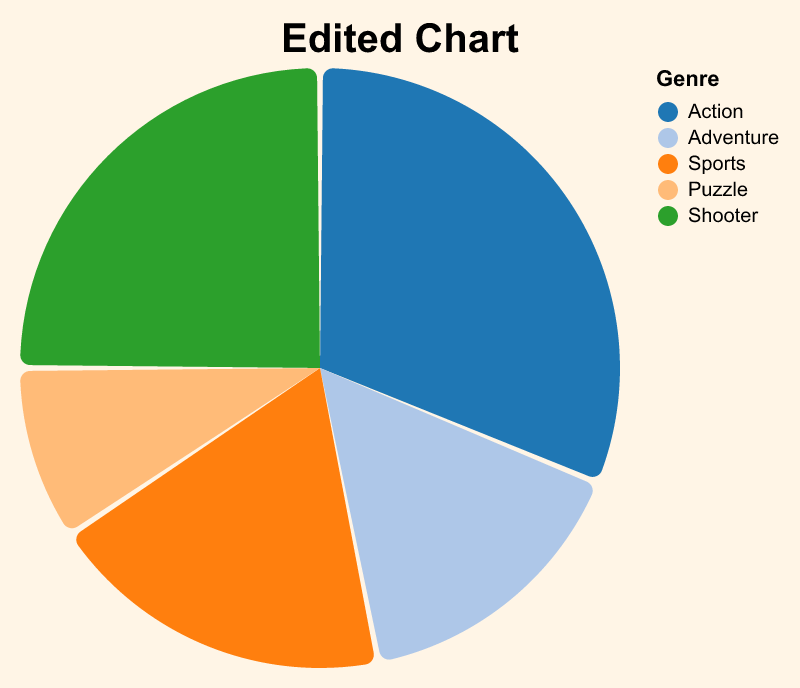 Edited Chart
Genre
Action
Adventure
Sports
Puzzle
Shooter